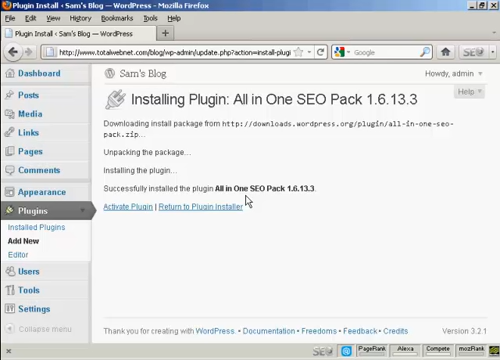 Plugin Install ‹ Sam's Blog — WordPress - Mozilla Firefox
File Edit View History Bookmarks Tools Help
Plugin Install ‹ Sam's Blog — WordPress
http://www.totalwebnet.com/blog/wp-admin/update.php?action=install-plugi
Google
SEO
Sam's Blog
Howdy, admin
Help
Dashboard
Posts
Media
Links
Pages
Comments
Appearance
Plugins
Installed Plugins
Add New
Editor
Users
Tools
Settings
Collapse menu
Installing Plugin: All in One SEO Pack 1.6.13.3
Downloading install package from http://downloads.wordpress.org/plugin/all-in-one-seo-
pack.zip…
Unpacking the package…
Installing the plugin…
Successfully installed the plugin All in One SEO Pack 1.6.13.3.
Activate Plugin | Return to Plugin Installer
Thank you for creating with WordPress • Documentation • Freedoms • Feedback • Credits
Version 3.2.1
SEO PageRank Alexa Compete mozRank